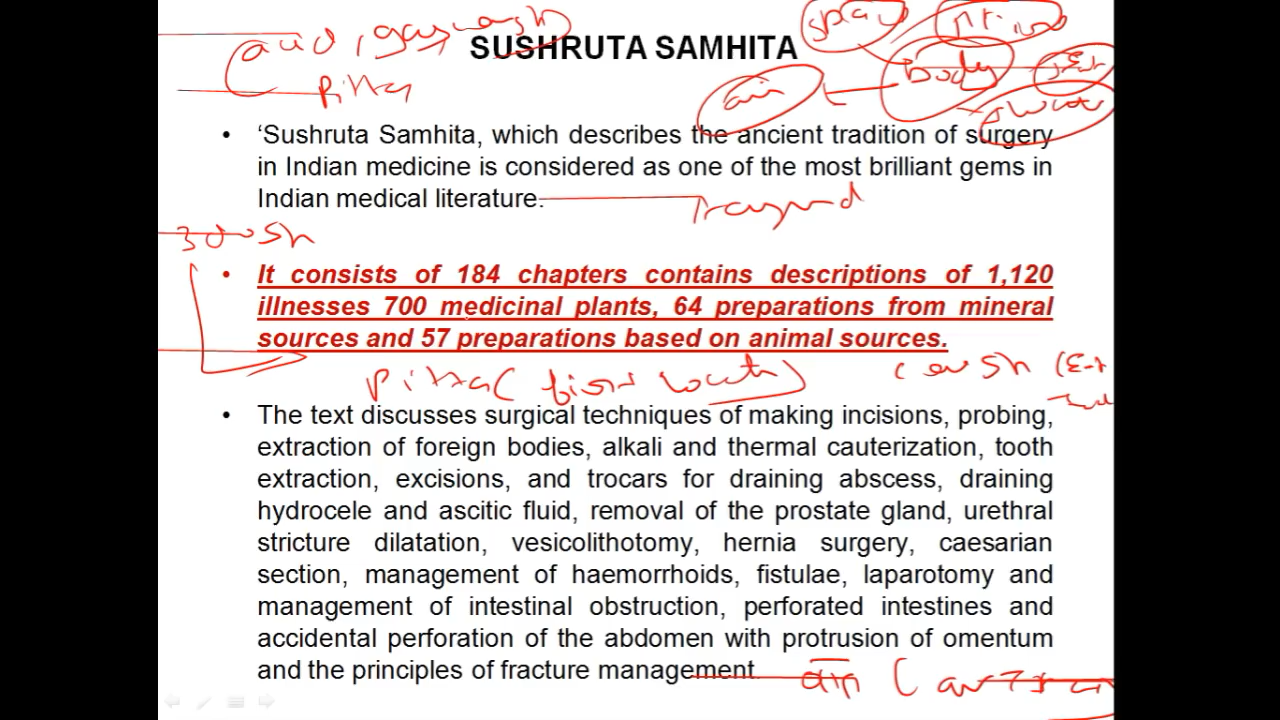 SUSHRUTA SAMHITA
body
air
Pitta
• ‘Sushruta Samhita, which describes the ancient tradition of surgery
in Indian medicine is considered as one of the most brilliant gems in
Indian medical literature.
3 dosh
• It consists of 184 chapters contains descriptions of 1,120
illnesses 700 medicinal plants, 64 preparations from mineral
sources and 57 preparations based on animal sources.
Pitta (
• The text discusses surgical techniques of making incisions, probing,
extraction of foreign bodies, alkali and thermal cauterization, tooth
extraction, excisions, and trocars for draining abscess, draining
hydrocele and ascitic fluid, removal of the prostate gland, urethral
stricture dilatation, vesicolithotomy, hernia surgery, caesarian
section, management of haemorrhoids, fistulae, laparotomy and
management of intestinal obstruction, perforated intestines and
accidental perforation of the abdomen with protrusion of omentum
and the principles of fracture management.